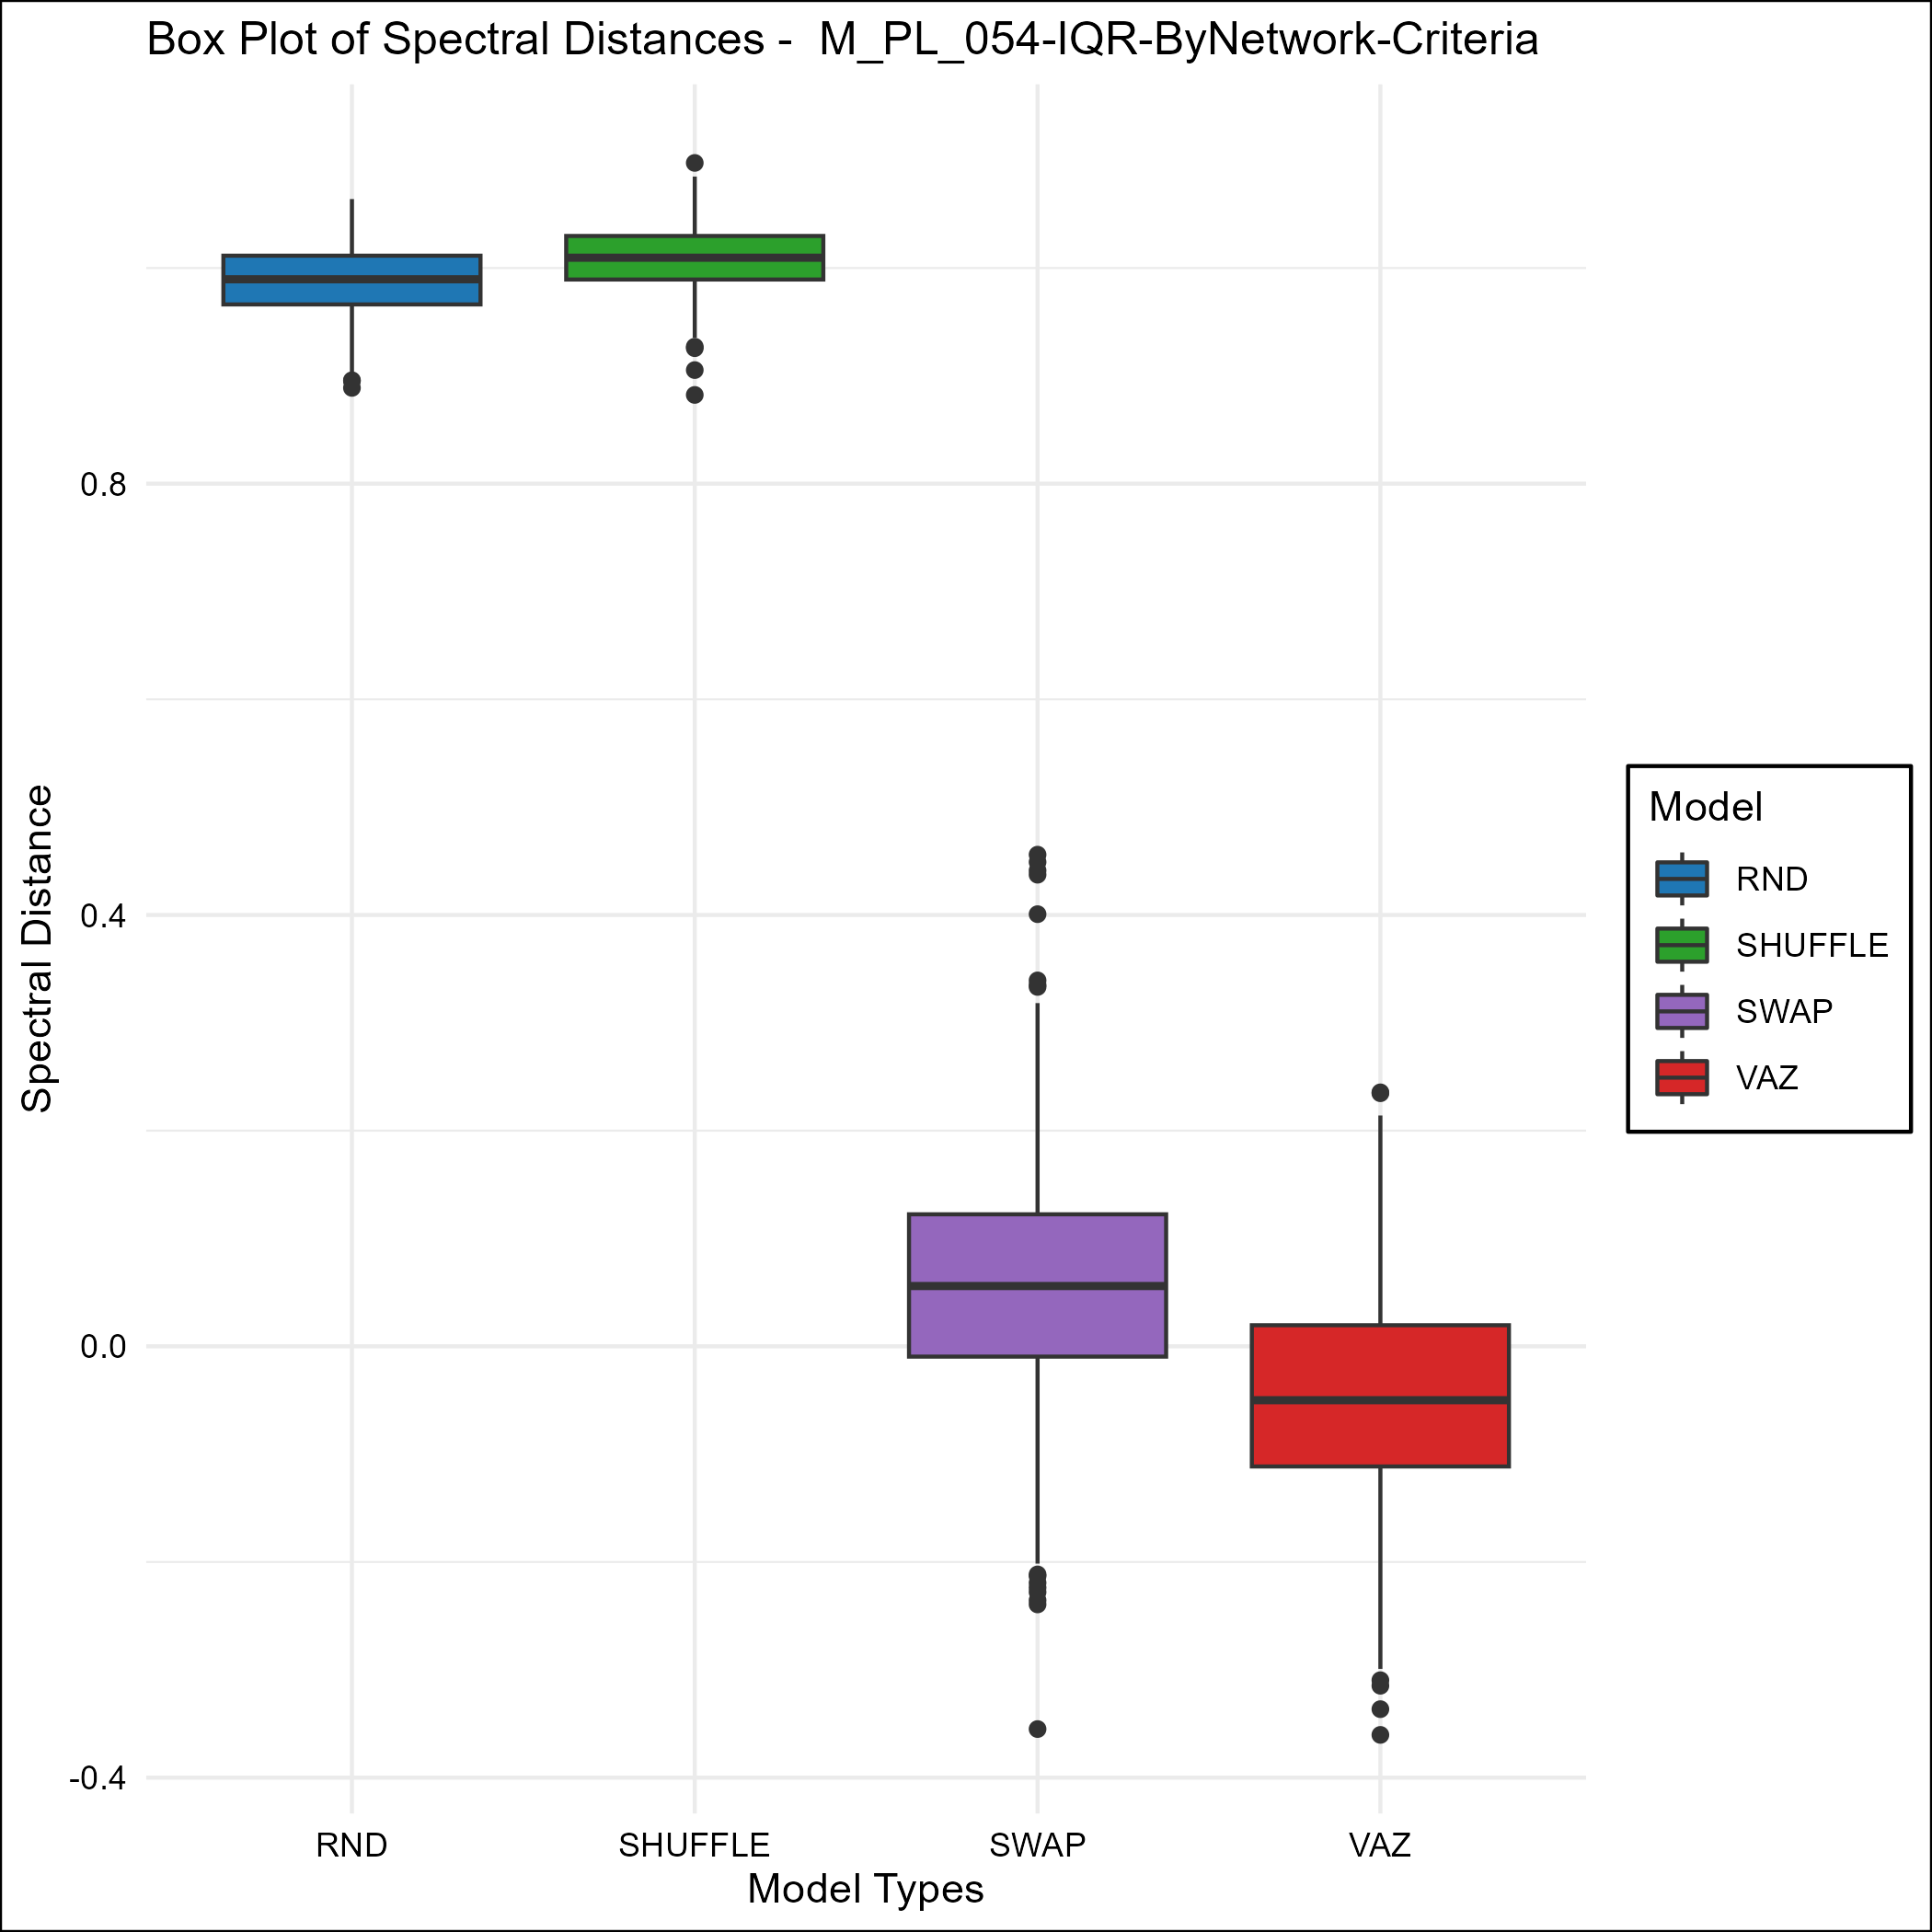 Box Plot of Spectral Distances -  M_PL_054-IQR-ByNetwork-Criteria
Spectral Distance
0.8
0.4
0.0
-0.4
RND
SHUFFLE
SWAP
VAZ
Model Types
Model
RND
SHUFFLE
SWAP
VAZ